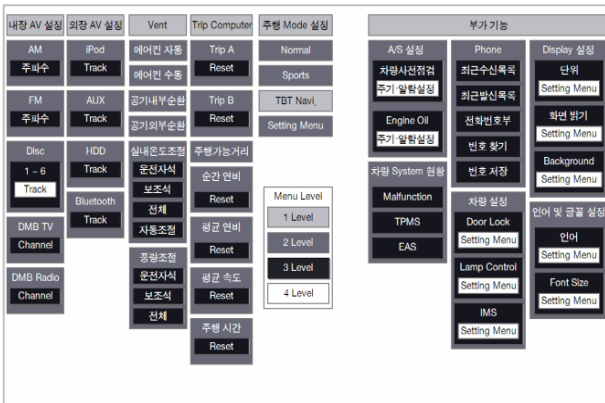 내장 AV 설정
AM
주파수
FM
주파수
Disc
1 – 6
Track
DMB TV
Channel
DMB Radio
Channel
외장 AV 설정
iPod
Track
AUX
Track
HDD
Track
Bluetooth
Track
Vent
에어컨 자동
에어컨 수동
공기내부순환
공기외부순환
실내온도조절
운전자석
보조석
전체
자동조절
풍량조절
운전자석
보조석
전체
Trip Computer
Trip A
Reset
Trip B
Reset
주행가능거리
순간 연비
Reset
평균 연비
Reset
평균 속도
Reset
주행 시간
Reset
주행 Mode 설정
Normal
Sports
TBT Navi.
Setting Menu
Menu Level
1 Level
2 Level
3 Level
4 Level
부가 기능
A/S 설정
차량사전점검
주기·알람설정
Engine Oil
주기·알람설정
차량 System 현황
Malfunction
TPMS
EAS
Phone
최근수신목록
최근발신목록
전화번호부
번호 찾기
번호 저장
차량 설정
Door Lock
Setting Menu
Lamp Control
Setting Menu
IMS
Setting Menu
Display 설정
단위
Setting Menu
화면 밝기
Setting Menu
Background
Setting Menu
언어 및 글꼴 설정
언어
Setting Menu
Font Size
Setting Menu